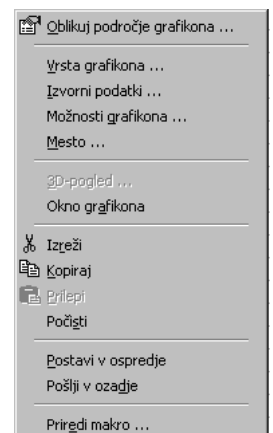 Oblikuj področje grafikona ...
Vrsta grafikona ...
Izvorni podatki ...
Možnosti grafikona ...
Mesto ...
3D-pogled ...
Okno grafikona
Izreži
Kopiraj
Prilepi
Počisti
Postavi v ospredje
Pošlji v ozadje
Priredi makro ...